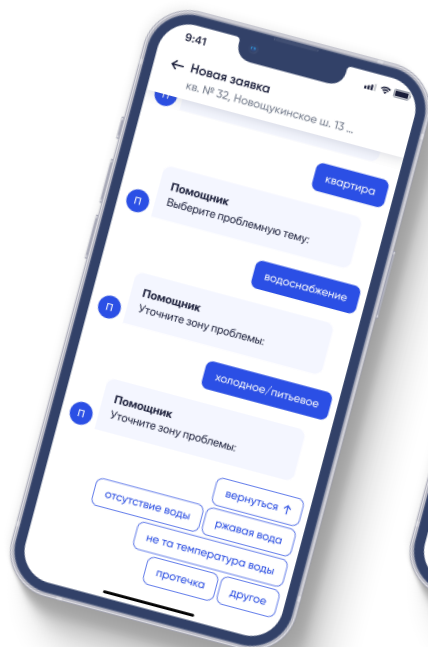 9:41
← Новая заявка
кв. № 32, Новощукинское ш. 13 ...
П
квартира
Помощник
П
Выберите проблемную тему:
водоснабжение
Помощник
П
Уточните зону проблемы:
холодное/питьевое
Помощник
П
Уточните зону проблемы:
вернуться ↑
отсутствие воды
ржавая вода
не та температура воды
протечка
другое